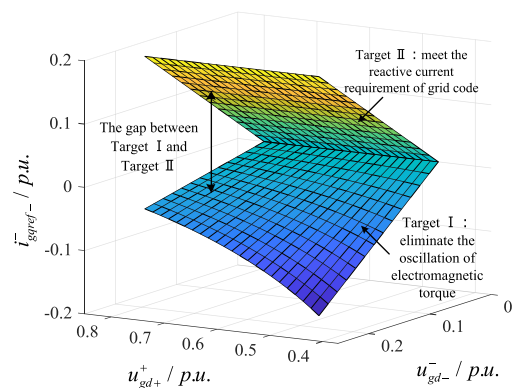 0.2
0.1
0
-0.1
-0.2
i⁻gqref− / p.u.
Target Ⅱ : meet the
reactive current
requirement of grid code
The gap between
Target Ⅰ and
Target Ⅱ
Target Ⅰ :
eliminate the
oscillation of
electromagnetic
torque
0.8
0.7
0.6
0.5
0.4
u⁺gd+ / p.u.
0.2
0.1
0
u⁻gd− / p.u.